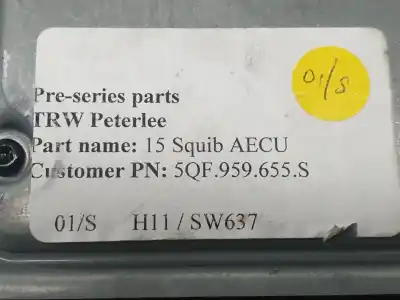 Pre-series parts
TRW Peterlee
Part name: 15 Squib AECU
Customer PN: 5QF.959.655.S
01/S H11 / SW637
01/S